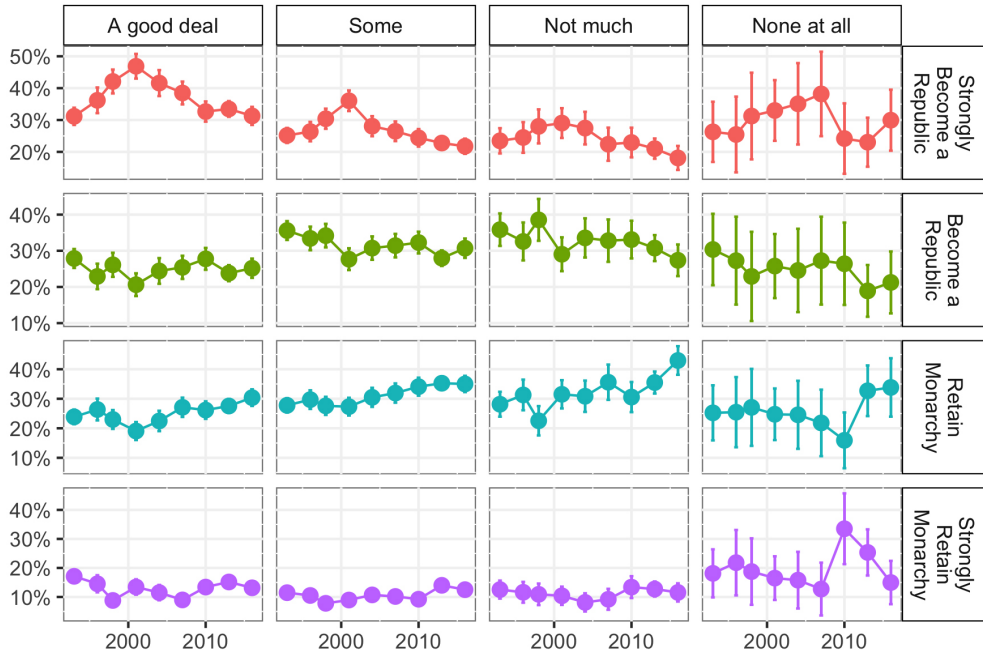 A good deal
Some
Not much
None at all
50%
40%
30%
20%
Strongly
Become a
Republic
40%
30%
20%
10%
Become a
Republic
40%
30%
20%
10%
Retain
Monarchy
40%
30%
20%
10%
Strongly
Retain
Monarchy
2000 2010
2000 2010
2000 2010
2000 2010